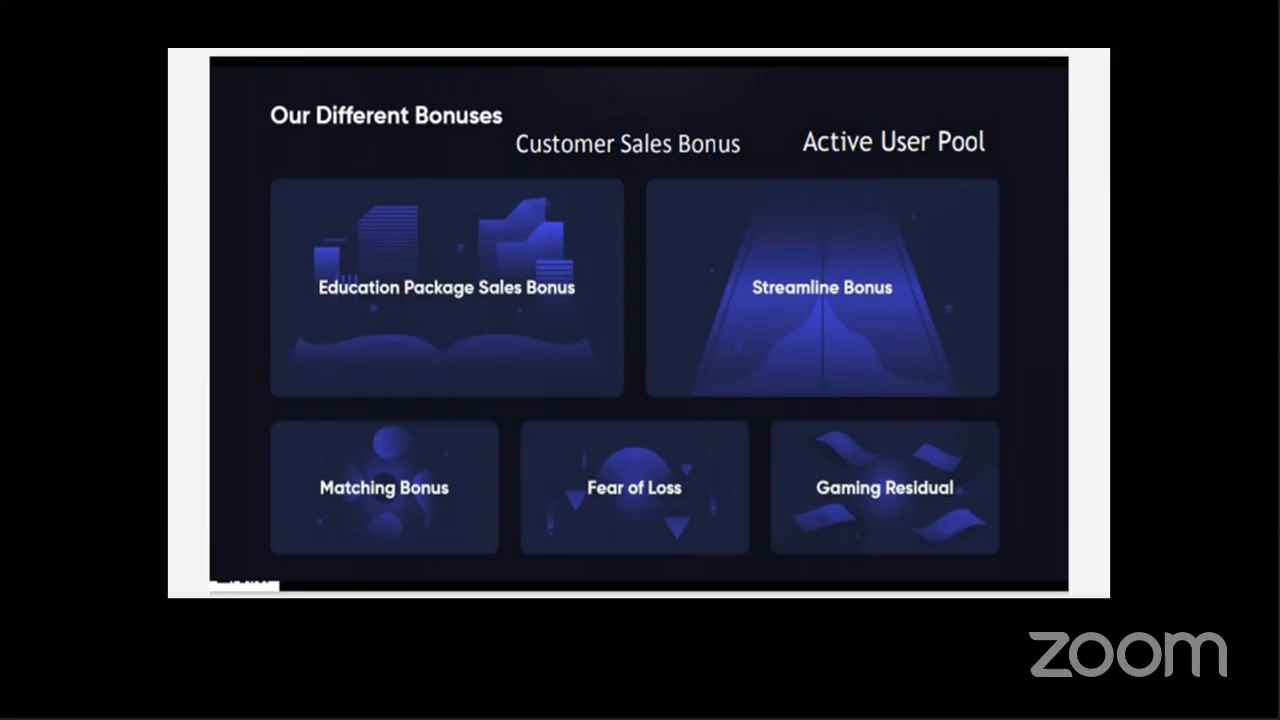 Our Different Bonuses
Customer Sales Bonus
Active User Pool
Education Package Sales Bonus
Streamline Bonus
Matching Bonus
Fear of Loss
Gaming Residual
zoom